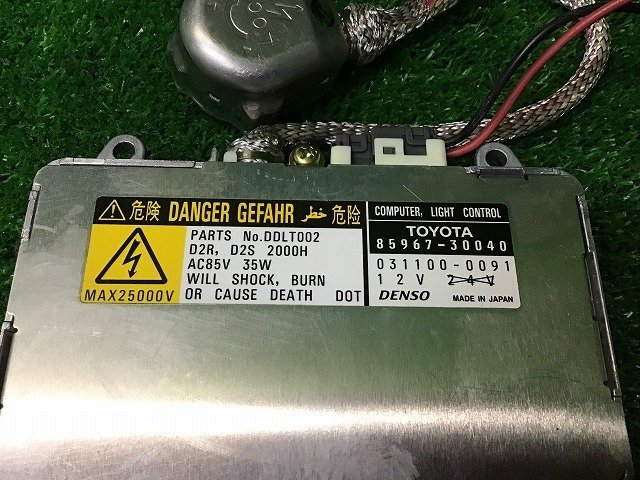 危険 DANGER GEFAHR خطر 危险
PARTS No.DDLT002
D2R, D2S 2000H
AC85V 35W
WILL SHOCK, BURN
OR CAUSE DEATH DOT
MAX25000V
COMPUTER, LIGHT CONTROL
TOYOTA
85967-30040
031100-0091
12V 24V
DENSO MADE IN JAPAN